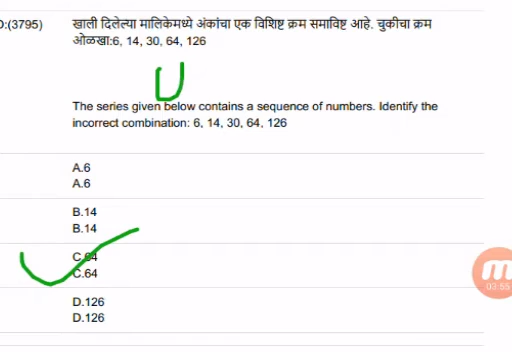 D:(3795)
खाली दिलेल्या मालिकेमध्ये अंकांचा एक विशिष्ट क्रम समाविष्ट आहे. चुकीचा क्रम
ओळखा:6, 14, 30, 64, 126
The series given below contains a sequence of numbers. Identify the
incorrect combination: 6, 14, 30, 64, 126
A.6
A.6
B.14
B.14
C.64
C.64
D.126
D.126
03:55